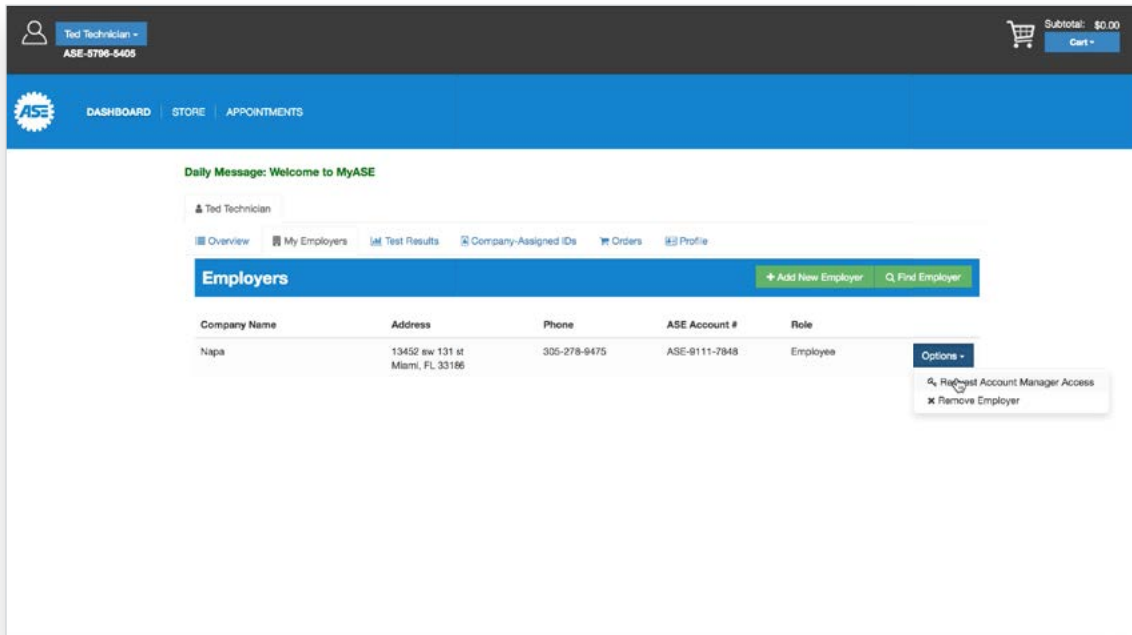 Ted Technician
ASE-5796-5405
Subtotal: $0.00
Cart
ASE
DASHBOARD STORE APPOINTMENTS
Daily Message: Welcome to MyASE
Ted Technician
Overview My Employers Test Results Company-Assigned IDs Orders Profile
Employers + Add New Employer Find Employer
Company Name Address Phone ASE Account # Role
Napa 13452 sw 131 st 305-278-9475 ASE-9111-7848 Employee Options
Miami, FL 33186
Request Account Manager Access
Remove Employer